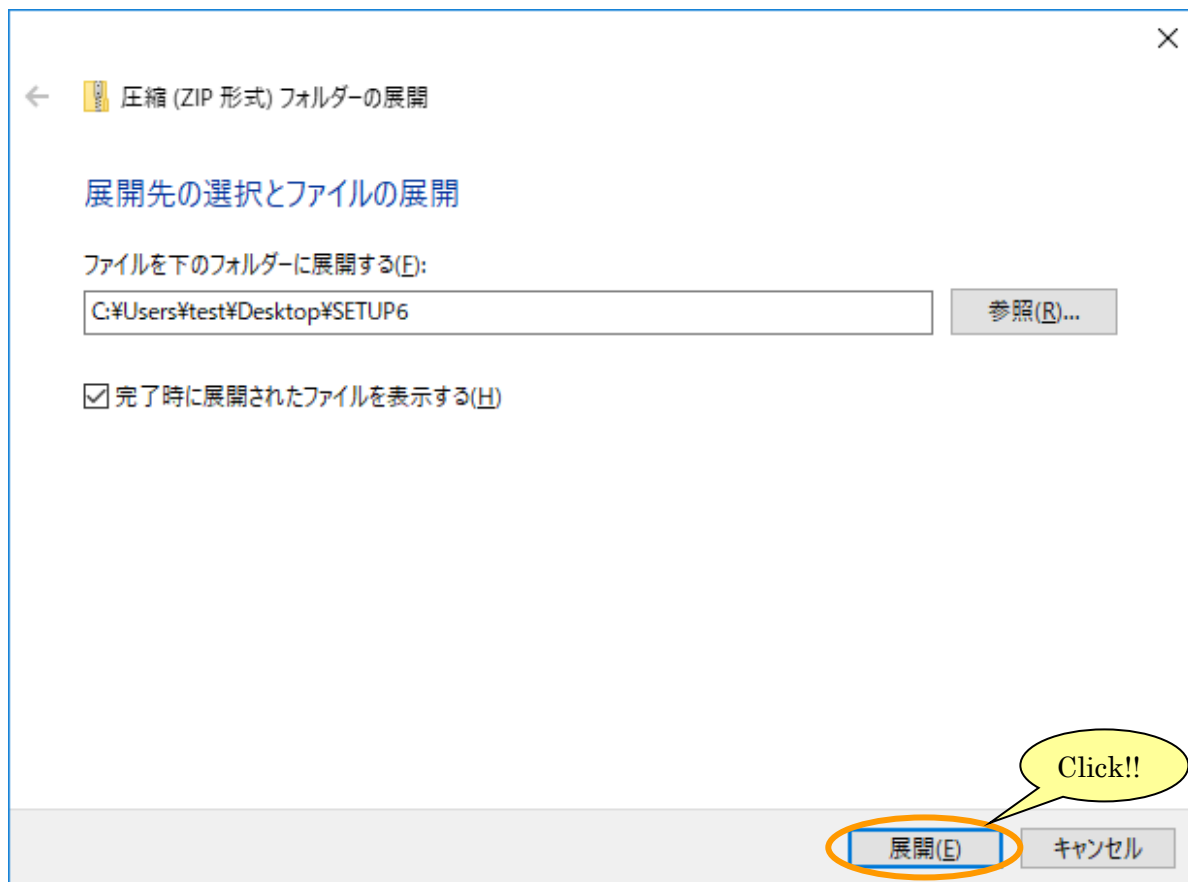 圧縮 (ZIP 形式) フォルダーの展開
展開先の選択とファイルの展開
ファイルを下のフォルダーに展開する(F):
C:¥Users¥test¥Desktop¥SETUP6
参照(R)...
完了時に展開されたファイルを表示する(H)
Click!!
展開(E)
キャンセル